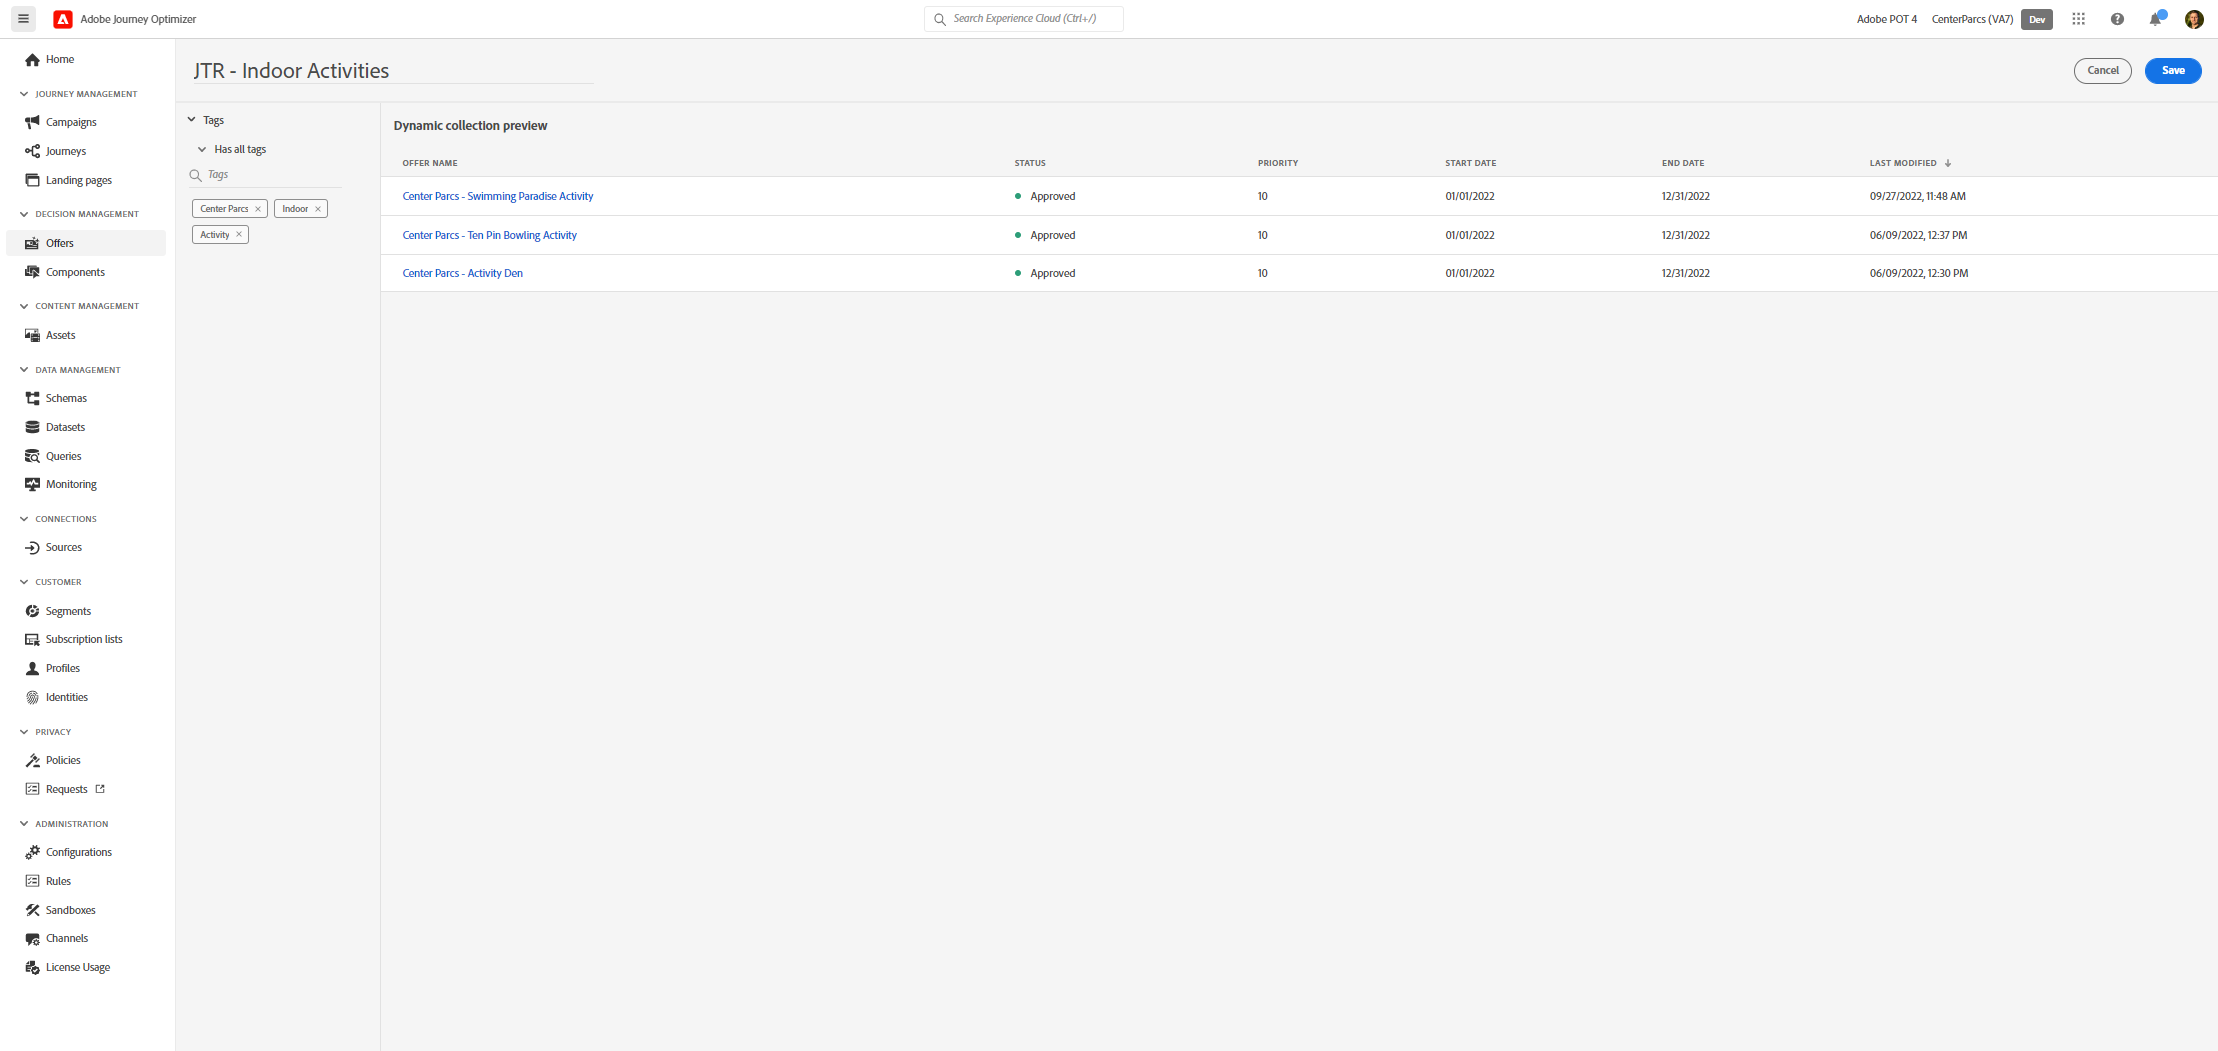 Adobe Journey Optimizer
Search Experience Cloud (Ctrl+/)
Adobe POT 4 CenterParcs (VA7) Dev
Home
JOURNEY MANAGEMENT
Campaigns
Journeys
Landing pages
DECISION MANAGEMENT
Offers
Components
CONTENT MANAGEMENT
Assets
DATA MANAGEMENT
Schemas
Datasets
Queries
Monitoring
CONNECTIONS
Sources
CUSTOMER
Segments
Subscription lists
Profiles
Identities
PRIVACY
Policies
Requests
ADMINISTRATION
Configurations
Rules
Sandboxes
Channels
License Usage
JTR - Indoor Activities
Cancel Save
Tags
Has all tags
Tags
Center Parcs Indoor
Activity
Dynamic collection preview
OFFER NAME STATUS PRIORITY START DATE END DATE LAST MODIFIED
Center Parcs - Swimming Paradise Activity Approved 10 01/01/2022 12/31/2022 09/27/2022, 11:48 AM
Center Parcs - Ten Pin Bowling Activity Approved 10 01/01/2022 12/31/2022 06/09/2022, 12:37 PM
Center Parcs - Activity Den Approved 10 01/01/2022 12/31/2022 06/09/2022, 12:30 PM